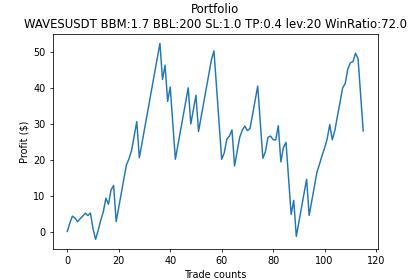 Portfolio
WAVESUSDT BBM:1.7 BBL:200 SL:1.0 TP:0.4 lev:20 WinRatio:72.0
Profit ($)
50
40
30
20
10
0
0 20 40 60 80 100 120
Trade counts